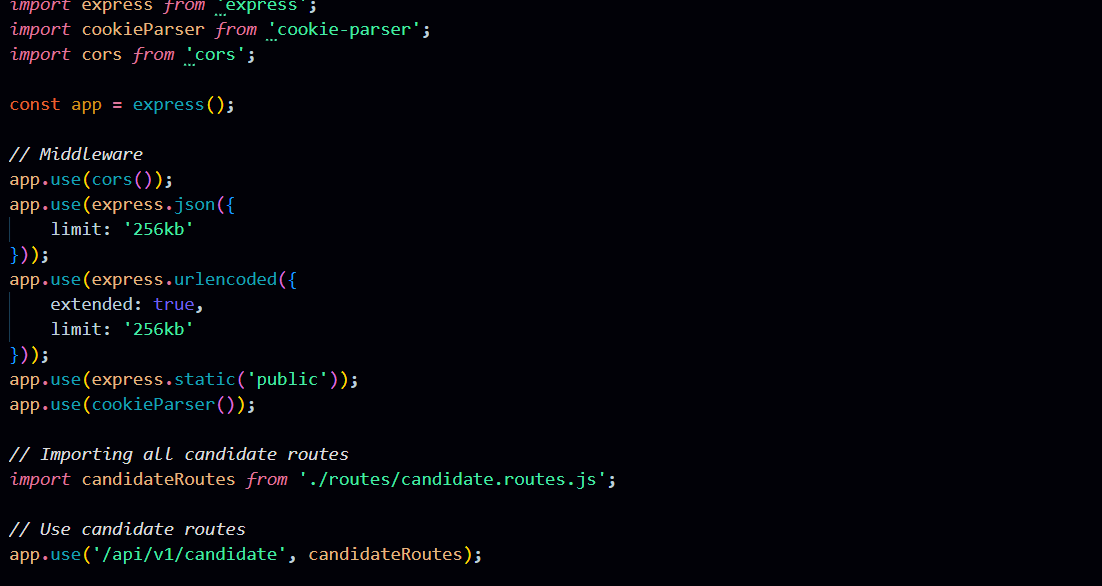 import express from 'express';
import cookieParser from 'cookie-parser';
import cors from 'cors';
const app = express();
// Middleware
app.use(cors());
app.use(express.json({
    limit: '256kb'
}));
app.use(express.urlencoded({
    extended: true,
    limit: '256kb'
}));
app.use(express.static('public'));
app.use(cookieParser());
// Importing all candidate routes
import candidateRoutes from './routes/candidate.routes.js';
// Use candidate routes
app.use('/api/v1/candidate', candidateRoutes);